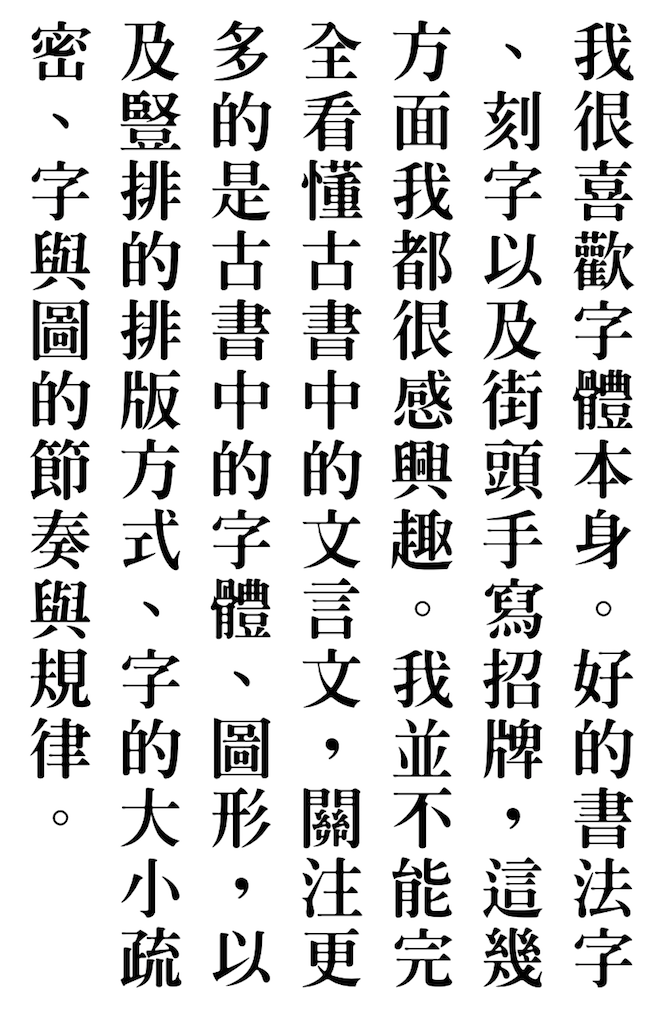 我很喜歡字體本身。好的書法字
、刻字以及街頭手寫招牌，這幾
方面我都很感興趣。我並不能完
全看懂古書中的文言文，關注更
多的是古書中的字體、圖形，以
及豎排的排版方式、字的大小疏
密、字與圖的節奏與規律。